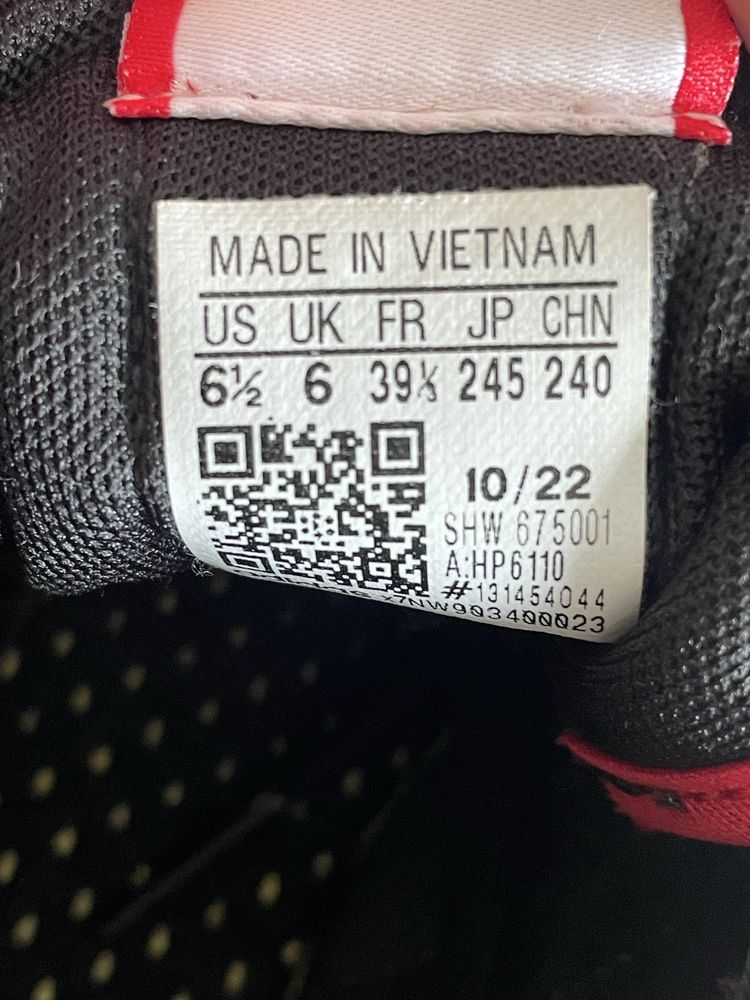 MADE IN VIETNAM
US UK FR JP CHN
6½ 6 39⅓ 245 240
10/22
SHW 675001
A:HP6110
#131454044
X7NW903400023